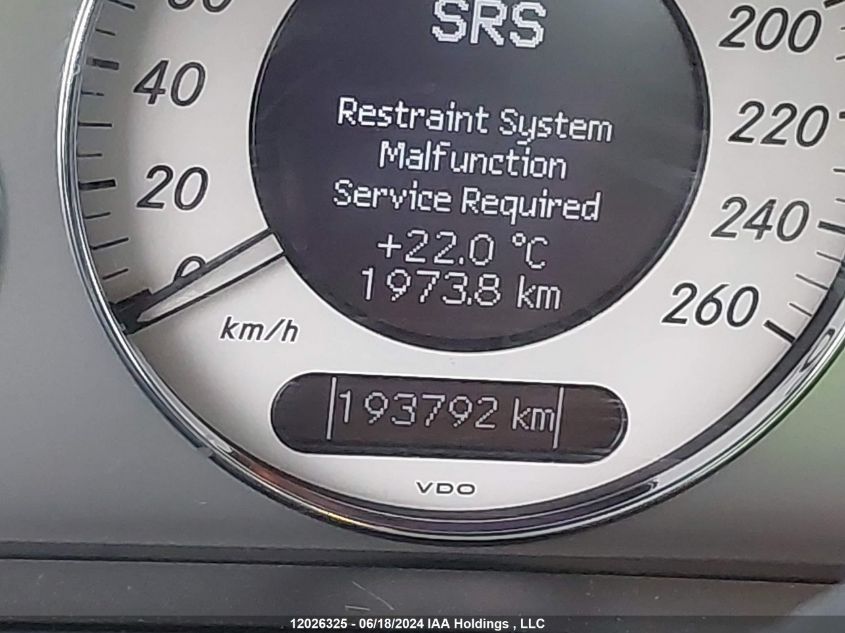 SRS
200
40
Restraint System
220
Malfunction
20
Service Required
240
+22.0 °C
0
1973.8 km
260
km/h
193792 km
VDO
12026325 - 06/18/2024 IAA Holdings , LLC